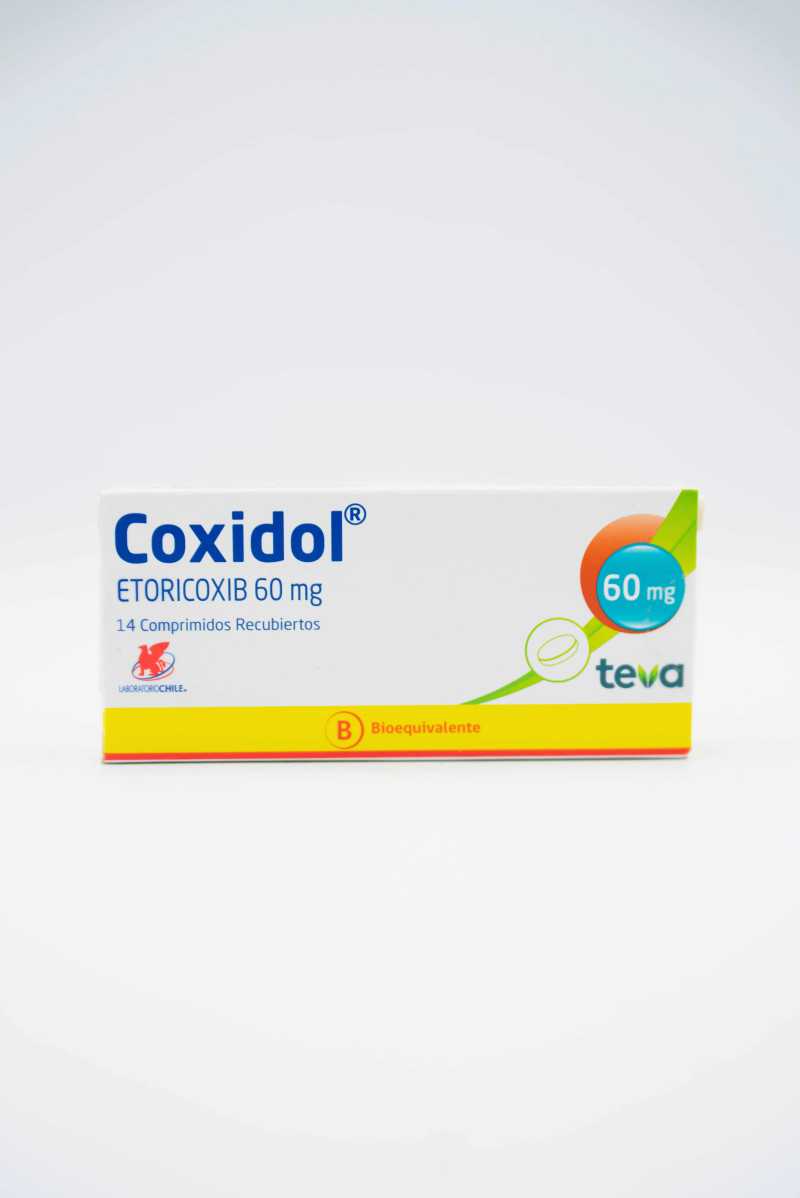 Coxidol®
ETORICOXIB 60 mg
14 Comprimidos Recubiertos
LABORATORIOCHILE
60 mg
teva
B Bioequivalente